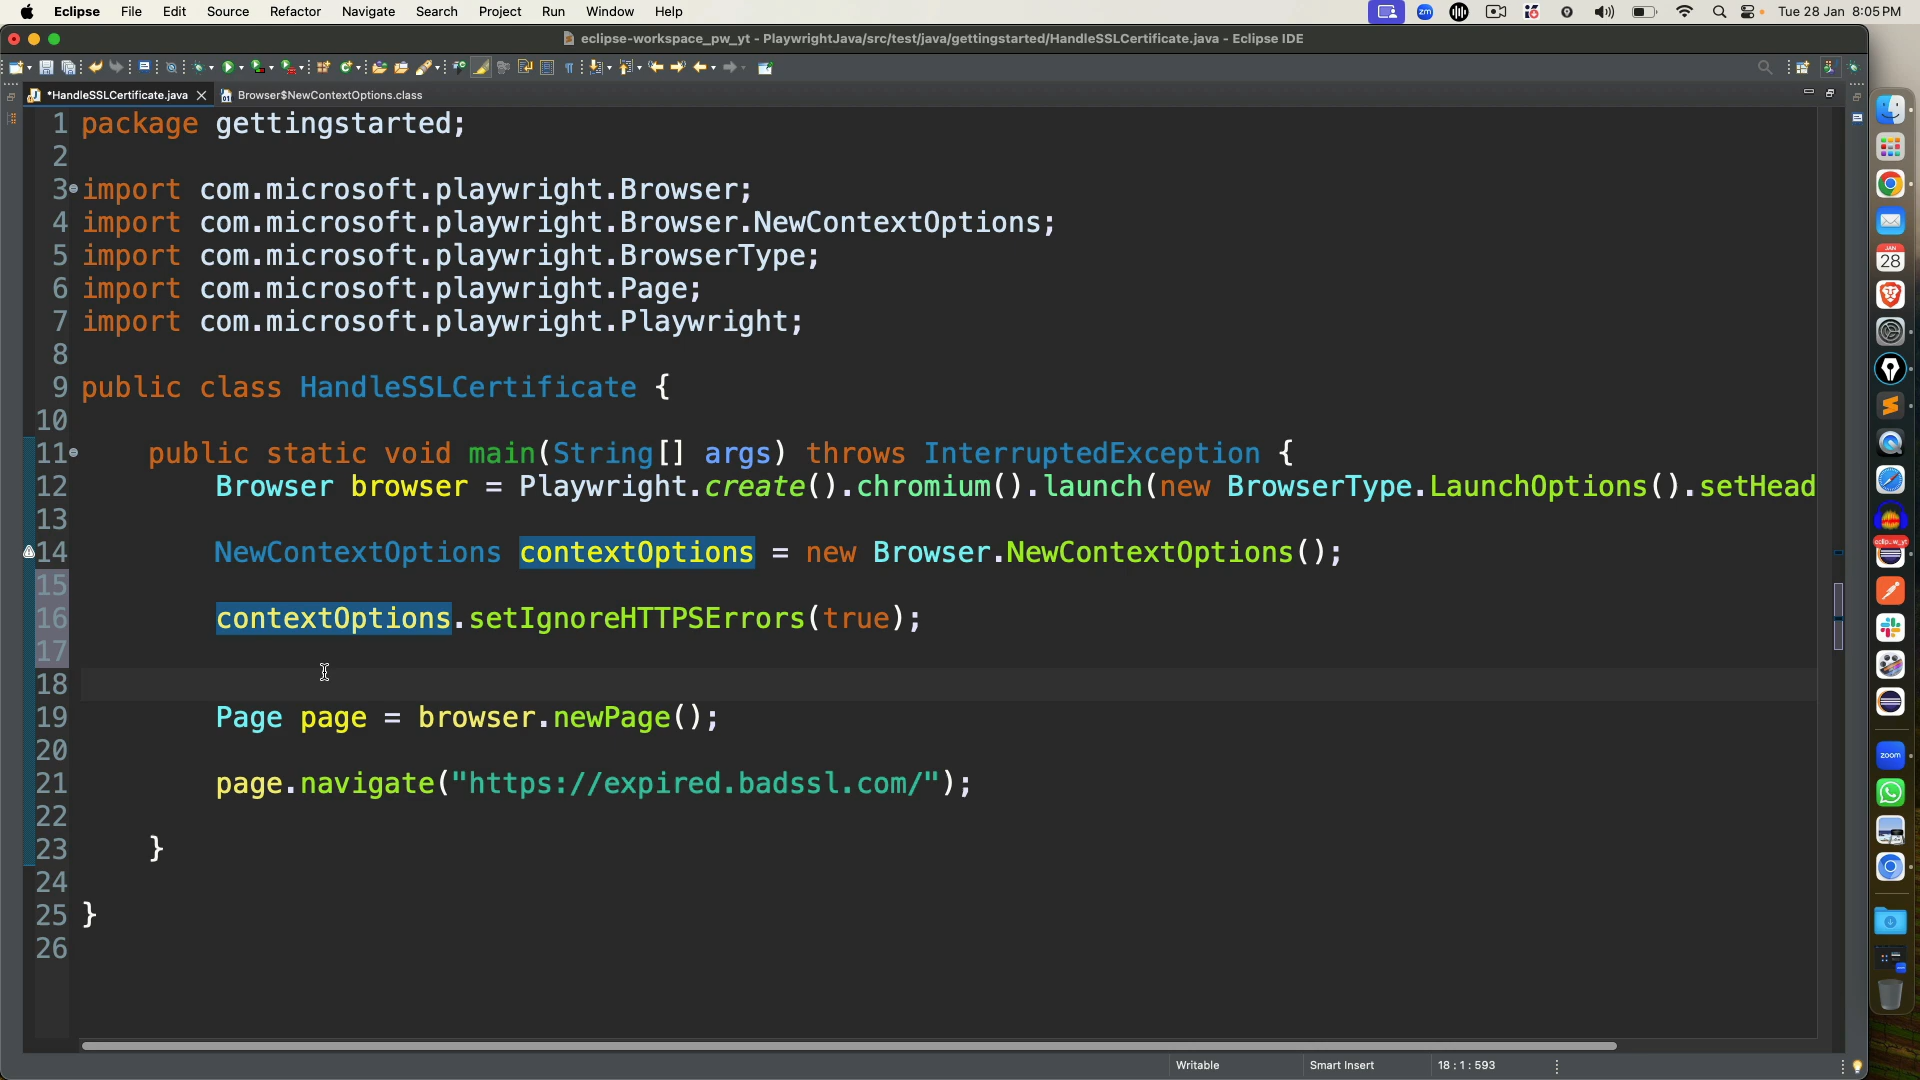 Eclipse File Edit Source Refactor Navigate Search Project Run Window Help zm Tue 28 Jan 8:05 PM
eclipse-workspace_pw_yt - PlaywrightJava/src/test/java/gettingstarted/HandleSSLCertificate.java - Eclipse IDE
*HandleSSLCertificate.java Browser$NewContextOptions.class
1 package gettingstarted;
2
3 import com.microsoft.playwright.Browser;
4 import com.microsoft.playwright.Browser.NewContextOptions;
5 import com.microsoft.playwright.BrowserType;
6 import com.microsoft.playwright.Page;
7 import com.microsoft.playwright.Playwright;
8
9 public class HandleSSLCertificate {
10
11 public static void main(String[] args) throws InterruptedException {
12 Browser browser = Playwright.create().chromium().launch(new BrowserType.LaunchOptions().setHead
13
14 NewContextOptions contextOptions = new Browser.NewContextOptions();
15
16 contextOptions.setIgnoreHTTPSErrors(true);
17
18
19 Page page = browser.newPage();
20
21 page.navigate("https://expired.badssl.com/");
22
23 }
24
25 }
26
JAN
28
eclip...w_yt
zoom
Writable Smart Insert 18 : 1 : 593